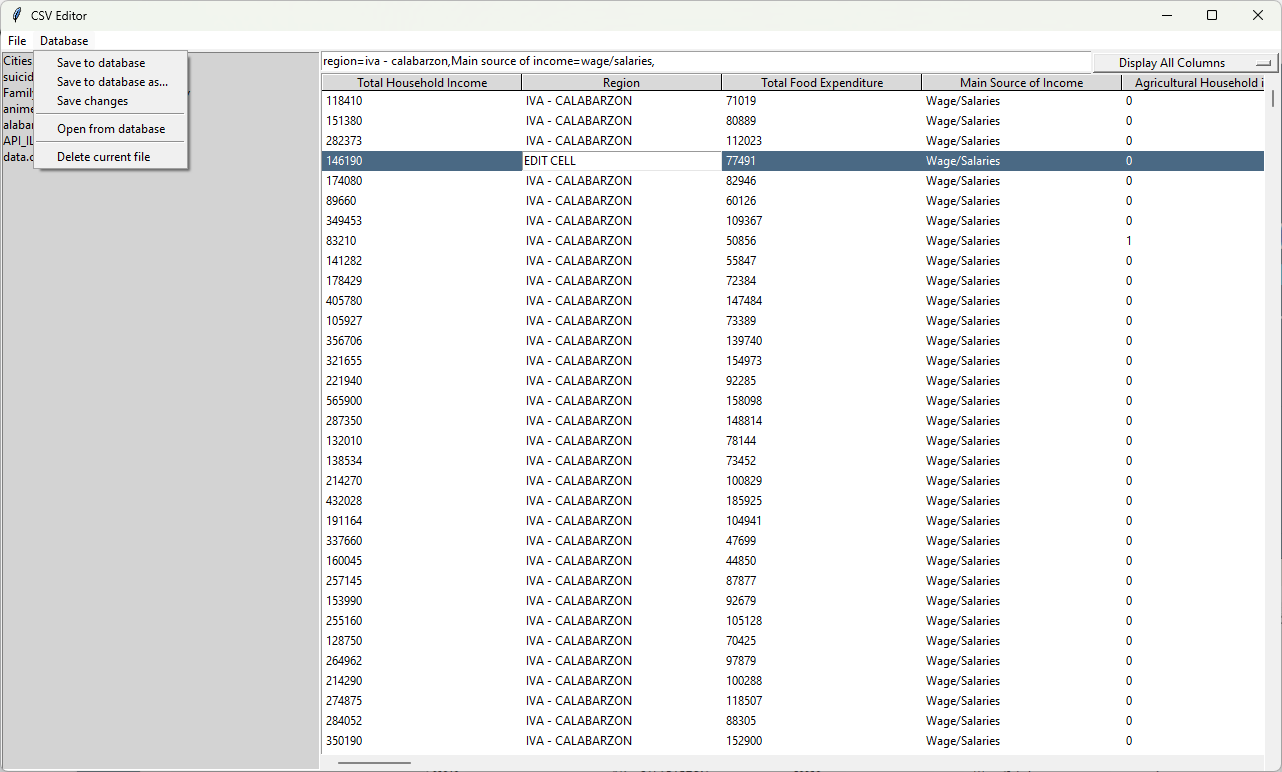 CSV Editor
File Database
Cities
suicid
Family
anime
alabar
API_IL
data.c
Save to database
Save to database as...
Save changes
Open from database
Delete current file
region=iva - calabarzon,Main source of income=wage/salaries,
Display All Columns
Total Household Income Region Total Food Expenditure Main Source of Income Agricultural Household i
118410 IVA - CALABARZON 71019 Wage/Salaries 0
151380 IVA - CALABARZON 80889 Wage/Salaries 0
282373 IVA - CALABARZON 112023 Wage/Salaries 0
146190 EDIT CELL 77491 Wage/Salaries 0
174080 IVA - CALABARZON 82946 Wage/Salaries 0
89660 IVA - CALABARZON 60126 Wage/Salaries 0
349453 IVA - CALABARZON 109367 Wage/Salaries 0
83210 IVA - CALABARZON 50856 Wage/Salaries 1
141282 IVA - CALABARZON 55847 Wage/Salaries 0
178429 IVA - CALABARZON 72384 Wage/Salaries 0
405780 IVA - CALABARZON 147484 Wage/Salaries 0
105927 IVA - CALABARZON 73389 Wage/Salaries 0
356706 IVA - CALABARZON 139740 Wage/Salaries 0
321655 IVA - CALABARZON 154973 Wage/Salaries 0
221940 IVA - CALABARZON 92285 Wage/Salaries 0
565900 IVA - CALABARZON 158098 Wage/Salaries 0
287350 IVA - CALABARZON 148814 Wage/Salaries 0
132010 IVA - CALABARZON 78144 Wage/Salaries 0
138534 IVA - CALABARZON 73452 Wage/Salaries 0
214270 IVA - CALABARZON 100829 Wage/Salaries 0
432028 IVA - CALABARZON 185925 Wage/Salaries 0
191164 IVA - CALABARZON 104941 Wage/Salaries 0
337660 IVA - CALABARZON 47699 Wage/Salaries 0
160045 IVA - CALABARZON 44850 Wage/Salaries 0
257145 IVA - CALABARZON 87877 Wage/Salaries 0
153990 IVA - CALABARZON 92679 Wage/Salaries 0
255160 IVA - CALABARZON 105128 Wage/Salaries 0
128750 IVA - CALABARZON 70425 Wage/Salaries 0
264962 IVA - CALABARZON 97879 Wage/Salaries 0
214290 IVA - CALABARZON 100288 Wage/Salaries 0
274875 IVA - CALABARZON 118507 Wage/Salaries 0
284052 IVA - CALABARZON 88305 Wage/Salaries 0
350190 IVA - CALABARZON 152900 Wage/Salaries 0